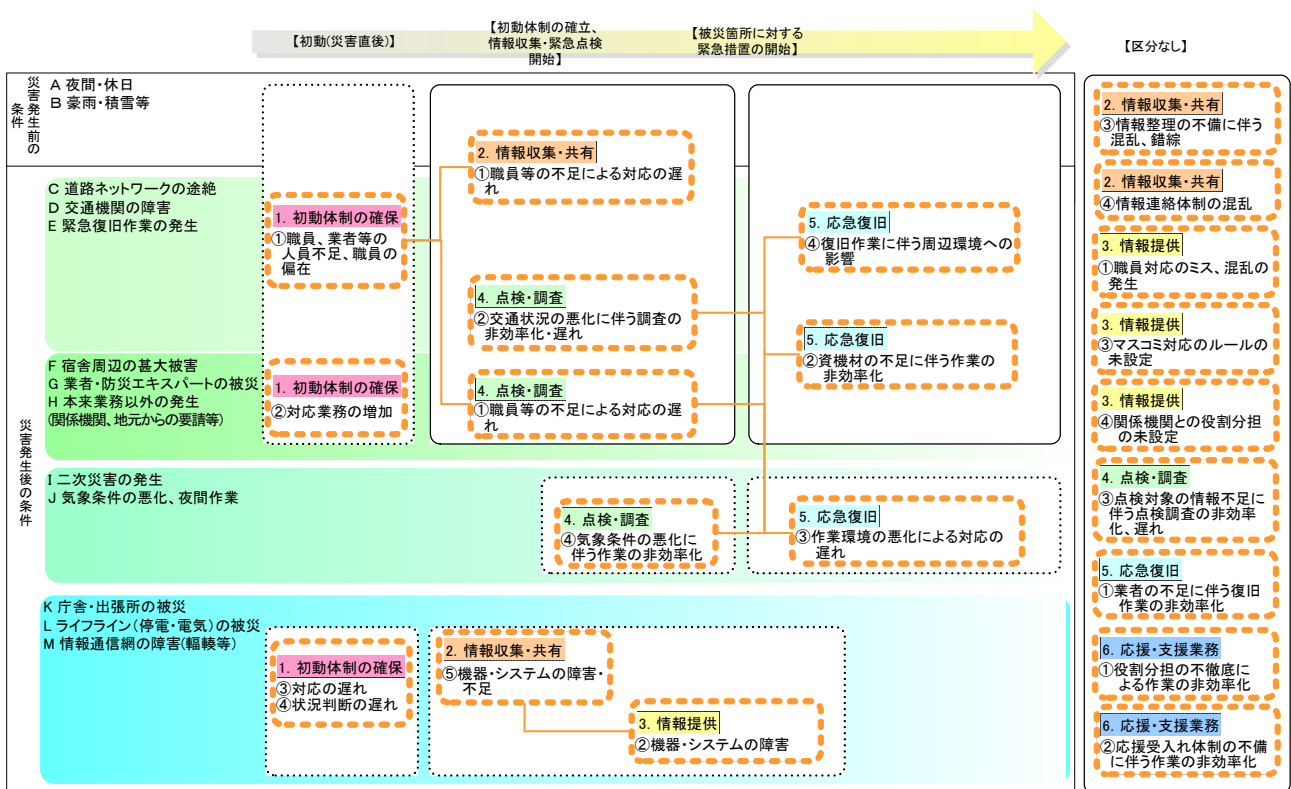 【初動(災害直後)】
【初動体制の確立、
情報収集・緊急点検
開始】
【被災箇所に対する
緊急措置の開始】
【区分なし】
災害発生前の
条件
A 夜間・休日
B 豪雨・積雪等
災害発生後の条件
C 道路ネットワークの途絶
D 交通機関の障害
E 緊急復旧作業の発生
1. 初動体制の確保
①職員、業者等の
人員不足、職員の
偏在
2. 情報収集・共有
①職員等の不足による対応の遅
れ
4. 点検・調査
②交通状況の悪化に伴う調査の
非効率化・遅れ
5. 応急復旧
④復旧作業に伴う周辺環境への
影響
5. 応急復旧
②資機材の不足に伴う作業の
非効率化
F 宿舎周辺の甚大被害
G 業者・防災エキスパートの被災
H 本来業務以外の発生
(関係機関、地元からの要請等)
1. 初動体制の確保
②対応業務の増加
4. 点検・調査
①職員等の不足による対応の遅
れ
I 二次災害の発生
J 気象条件の悪化、夜間作業
4. 点検・調査
④気象条件の悪化に
伴う作業の非効率化
5. 応急復旧
③作業環境の悪化による対応の
遅れ
K 庁舎・出張所の被災
L ライフライン(停電・電気)の被災
M 情報通信網の障害(輻輳等)
1. 初動体制の確保
③対応の遅れ
④状況判断の遅れ
2. 情報収集・共有
⑤機器・システムの障害・
不足
3. 情報提供
②機器・システムの障害
2. 情報収集・共有
③情報整理の不備に伴う
混乱、錯綜
2. 情報収集・共有
④情報連絡体制の混乱
3. 情報提供
①職員対応のミス、混乱の
発生
3. 情報提供
③マスコミ対応のルールの
未設定
3. 情報提供
④関係機関との役割分担
の未設定
4. 点検・調査
③点検対象の情報不足に
伴う点検調査の非効率
化、遅れ
5. 応急復旧
①業者の不足に伴う復旧
作業の非効率化
6. 応援・支援業務
①役割分担の不徹底に
よる作業の非効率化
6. 応援・支援業務
②応援受入れ体制の不備
に伴う作業の非効率化